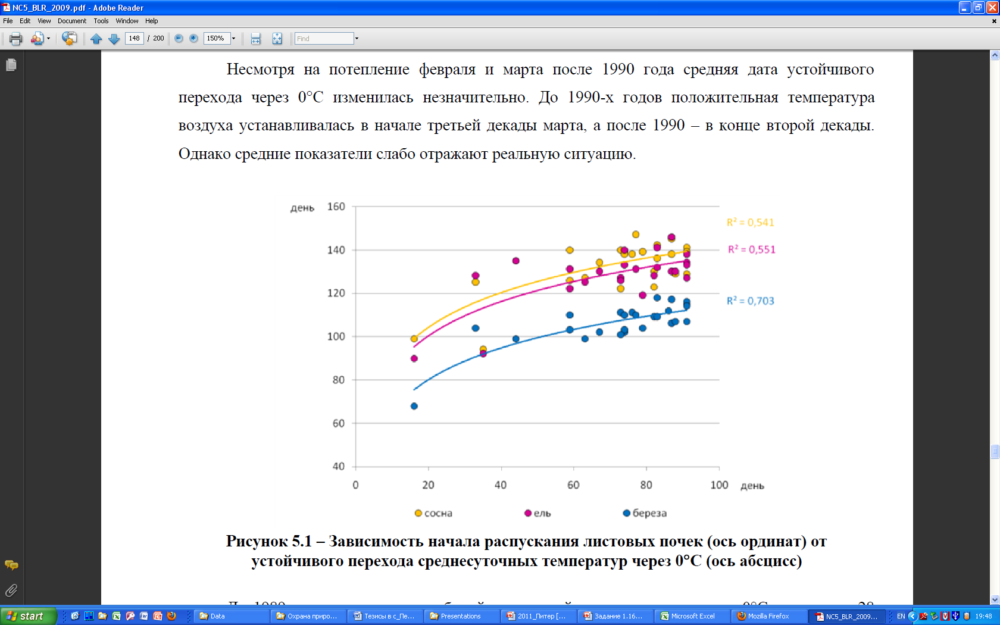 NC5_BLR_2009.pdf - Adobe Reader
File Edit View Document Tools Window Help
148 / 200 150% Find
Несмотря на потепление февраля и марта после 1990 года средняя дата устойчивого
перехода через 0°С изменилась незначительно. До 1990-х годов положительная температура
воздуха устанавливалась в начале третьей декады марта, а после 1990 – в конце второй декады.
Однако средние показатели слабо отражают реальную ситуацию.
день 160
140
120
100
80
60
40
R² = 0,541
R² = 0,551
R² = 0,703
0 20 40 60 80 100 день
сосна ель береза
Рисунок 5.1 – Зависимость начала распускания листовых почек (ось ординат) от
устойчивого перехода среднесуточных температур через 0°С (ось абсцисс)
start Data Охрана приро... Тезисы в с_Пе... Presentations 2011_Питер [... Задание 1.16... Microsoft Excel Mozilla Firefox NC5_BLR_2009... EN 19:48